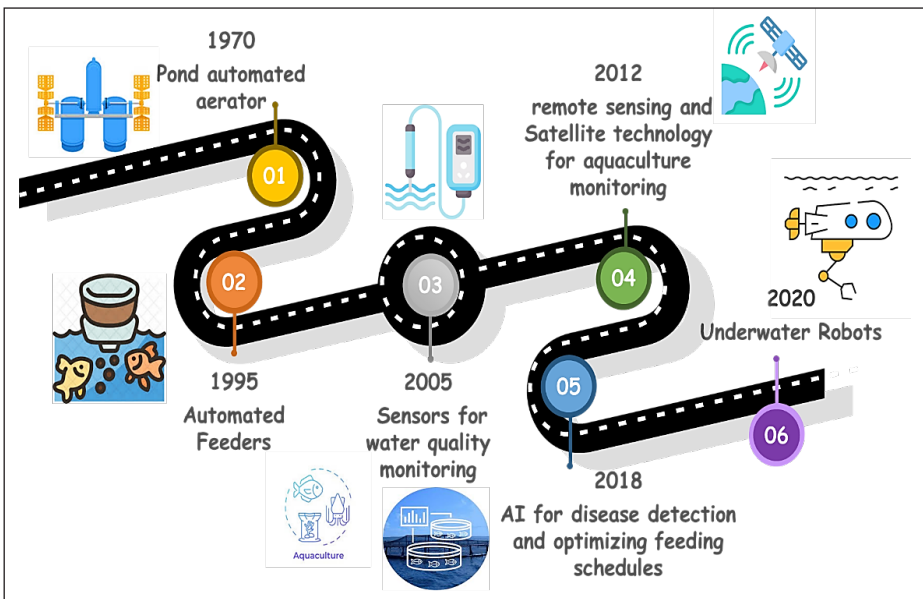 1970
Pond automated
aerator
01
02
1995
Automated
Feeders
03
2005
Sensors for
water quality
monitoring
Aquaculture
2012
remote sensing and
Satellite technology
for aquaculture
monitoring
04
05
2018
AI for disease detection
and optimizing feeding
schedules
2020
Underwater Robots
06